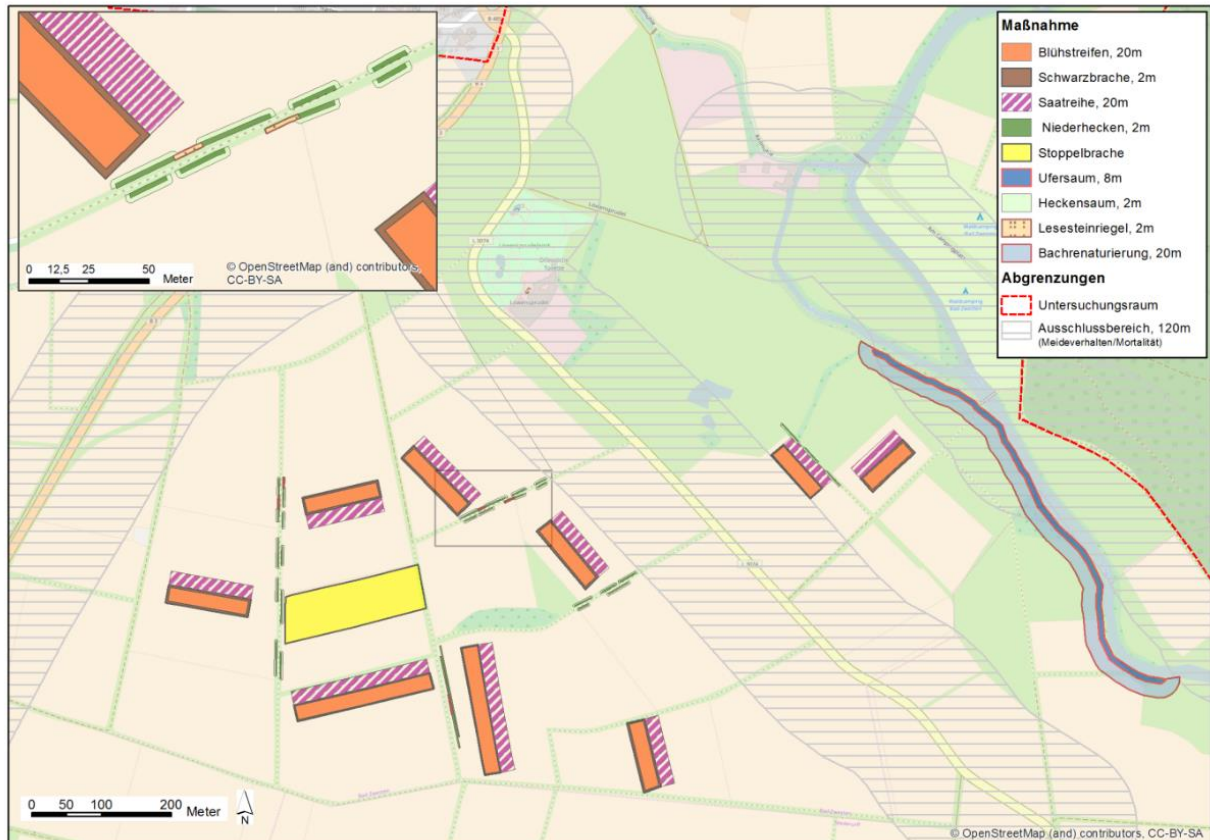 0 12,5 25 50 Meter
© OpenStreetMap (and) contributors,
CC-BY-SA
Maßnahme
Blühstreifen, 20m
Schwarzbrache, 2m
Saatreihe, 20m
Niederhecken, 2m
Stoppelbrache
Ufersaum, 8m
Heckensaum, 2m
Lesesteinriegel, 2m
Bachrenaturierung, 20m
Abgrenzungen
Untersuchungsraum
Ausschlussbereich, 120m
(Meideverhalten/Mortalität)
Löwensprudel
0 50 100 200 Meter
N
© OpenStreetMap (and) contributors, CC-BY-SA